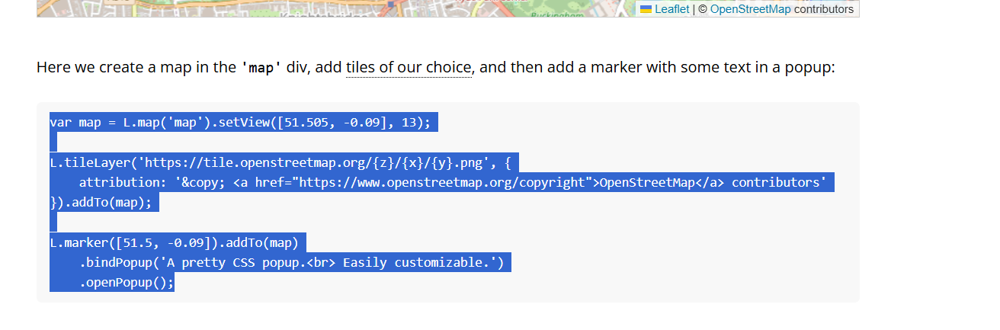 Buckingham
Leaflet | © OpenStreetMap contributors
Here we create a map in the 'map' div, add tiles of our choice, and then add a marker with some text in a popup:
var map = L.map('map').setView([51.505, -0.09], 13);
L.tileLayer('https://tile.openstreetmap.org/{z}/{x}/{y}.png', {
    attribution: '&copy; <a href="https://www.openstreetmap.org/copyright">OpenStreetMap</a> contributors'
}).addTo(map);
L.marker([51.5, -0.09]).addTo(map)
    .bindPopup('A pretty CSS popup.<br> Easily customizable.')
    .openPopup();